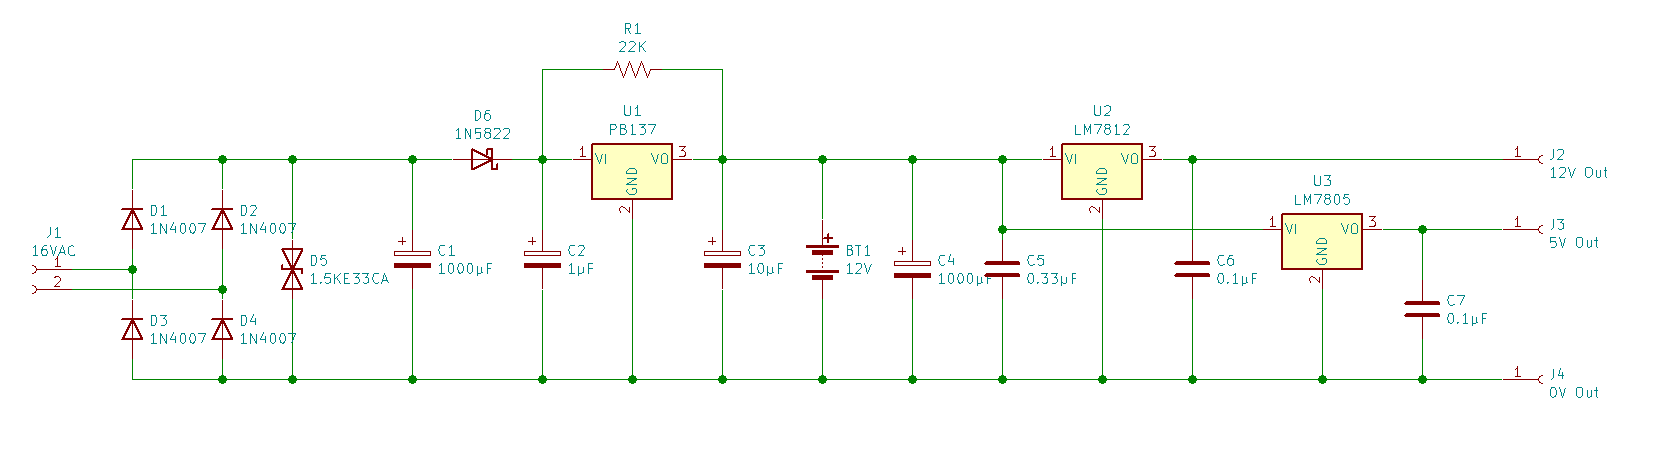 R1
22K
D6
1N5822
U1
PB137
1
VI
VO
3
GND
2
U2
LM7812
1
VI
VO
3
GND
2
1
J2
12V Out
U3
LM7805
1
VI
VO
3
GND
2
1
J3
5V Out
D1
1N4007
D2
1N4007
J1
16VAC
1
2
D5
1.5KE33CA
+
C1
1000µF
+
C2
1µF
+
C3
10µF
+
BT1
12V
+
C4
1000µF
C5
0.33µF
C6
0.1µF
C7
0.1µF
D3
1N4007
D4
1N4007
1
J4
0V Out